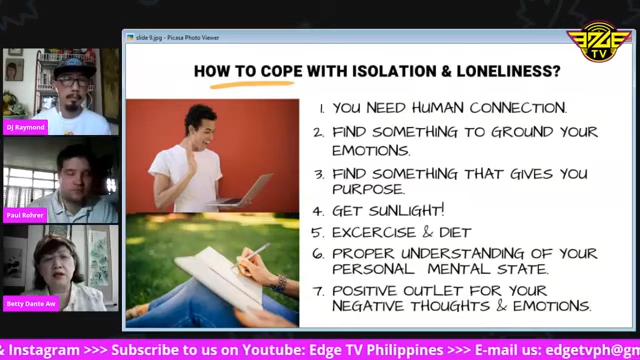 slide 9.jpg - Picasa Photo Viewer
EDGE
TV
HOW TO COPE WITH ISOLATION & LONELINESS?
1. YOU NEED HUMAN CONNECTION.
2. FIND SOMETHING TO GROUND YOUR
EMOTIONS.
3. FIND SOMETHING THAT GIVES YOU
PURPOSE.
4. GET SUNLIGHT!
5. EXCERCISE & DIET
6. PROPER UNDERSTANDING OF YOUR
PERSONAL MENTAL STATE.
7. POSITIVE OUTLET FOR YOUR
NEGATIVE THOUGHTS & EMOTIONS.
DJ Raymond
Paul Rohrer
Betty Dante Aw
& Instagram >>> Subscribe to us on Youtube: Edge TV Philippines >>> E-mail us: edgetvph@gm